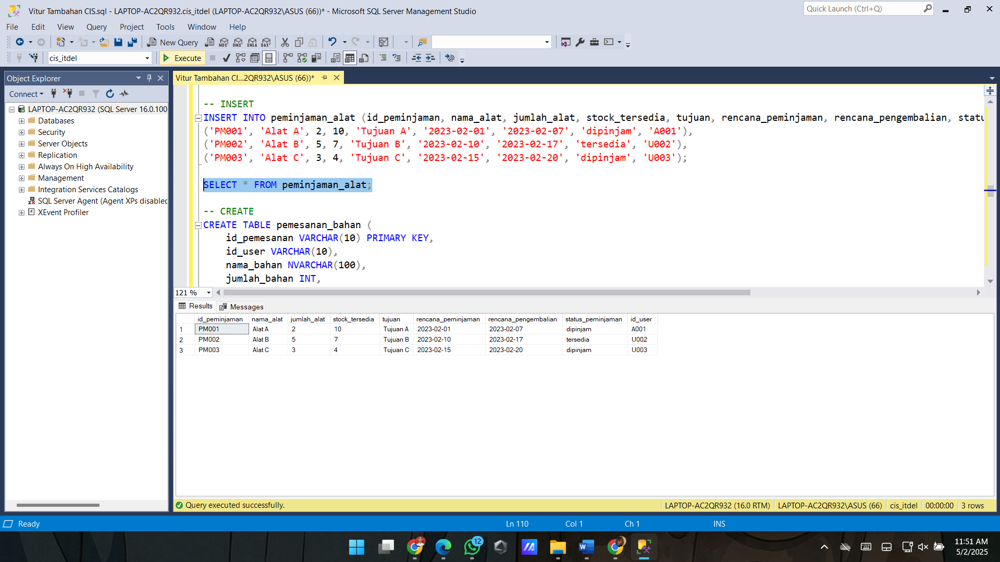 Vitur Tambahan CIS.sql - LAPTOP-AC2QR932.cis_itdel (LAPTOP-AC2QR932\ASUS (66))* - Microsoft SQL Server Management Studio
Quick Launch (Ctrl+Q)
File Edit View Query Project Tools Window Help
New Query MDX DMX XMLA DAX
cis_itdel Execute
Object Explorer
Vitur Tambahan CI...2QR932\ASUS (66))*
Connect
LAPTOP-AC2QR932 (SQL Server 16.0.100
Databases
Security
Server Objects
Replication
Always On High Availability
Management
Integration Services Catalogs
SQL Server Agent (Agent XPs disabled
XEvent Profiler
-- INSERT
INSERT INTO peminjaman_alat (id_peminjaman, nama_alat, jumlah_alat, stock_tersedia, tujuan, rencana_peminjaman, rencana_pengembalian, statu
('PM001', 'Alat A', 2, 10, 'Tujuan A', '2023-02-01', '2023-02-07', 'dipinjam', 'A001'),
('PM002', 'Alat B', 5, 7, 'Tujuan B', '2023-02-10', '2023-02-17', 'tersedia', 'U002'),
('PM003', 'Alat C', 3, 4, 'Tujuan C', '2023-02-15', '2023-02-20', 'dipinjam', 'U003');
SELECT * FROM peminjaman_alat;
-- CREATE
CREATE TABLE pemesanan_bahan (
id_pemesanan VARCHAR(10) PRIMARY KEY,
id_user VARCHAR(10),
nama_bahan NVARCHAR(100),
jumlah_bahan INT,
121 %
Results Messages
id_peminjaman nama_alat jumlah_alat stock_tersedia tujuan rencana_peminjaman rencana_pengembalian status_peminjaman id_user
1 PM001 Alat A 2 10 Tujuan A 2023-02-01 2023-02-07 dipinjam A001
2 PM002 Alat B 5 7 Tujuan B 2023-02-10 2023-02-17 tersedia U002
3 PM003 Alat C 3 4 Tujuan C 2023-02-15 2023-02-20 dipinjam U003
Query executed successfully. LAPTOP-AC2QR932 (16.0 RTM) LAPTOP-AC2QR932\ASUS (66) cis_itdel 00:00:00 3 rows
Ready Ln 110 Col 1 Ch 1 INS
12
11:51 AM
5/2/2025